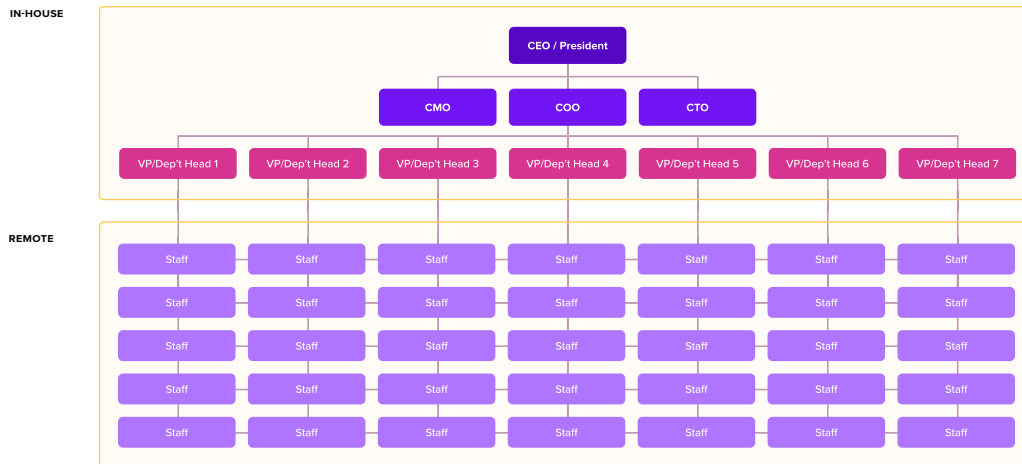 IN-HOUSE
CEO / President
CMO COO CTO
VP/Dep't Head 1 VP/Dep't Head 2 VP/Dep't Head 3 VP/Dep't Head 4 VP/Dep't Head 5 VP/Dep't Head 6 VP/Dep't Head 7
REMOTE
Staff Staff Staff Staff Staff Staff Staff
Staff Staff Staff Staff Staff Staff Staff
Staff Staff Staff Staff Staff Staff Staff
Staff Staff Staff Staff Staff Staff Staff
Staff Staff Staff Staff Staff Staff Staff